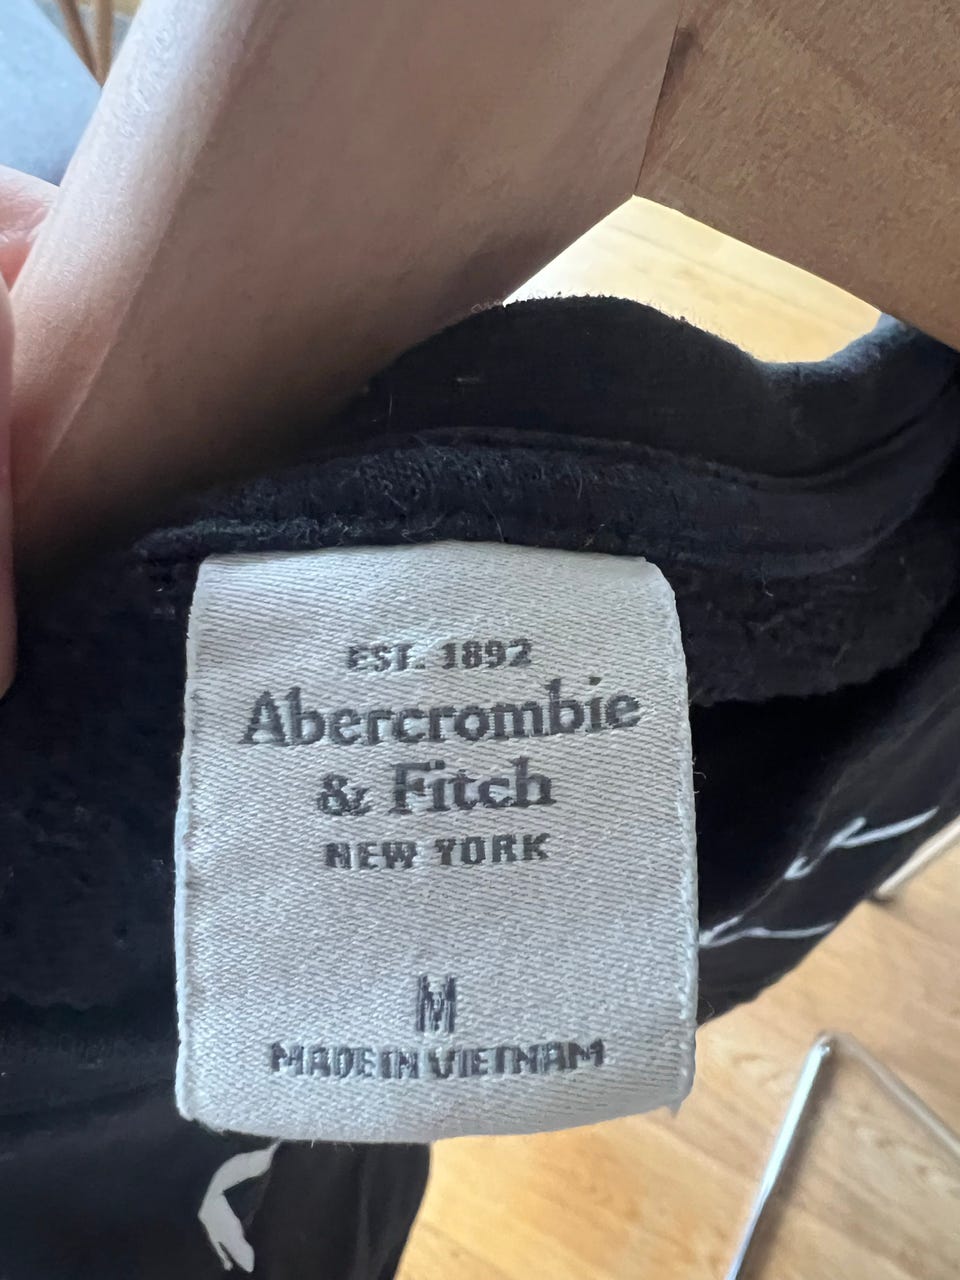 EST. 1892
Abercrombie
& Fitch
NEW YORK
M
MADE IN VIETNAM